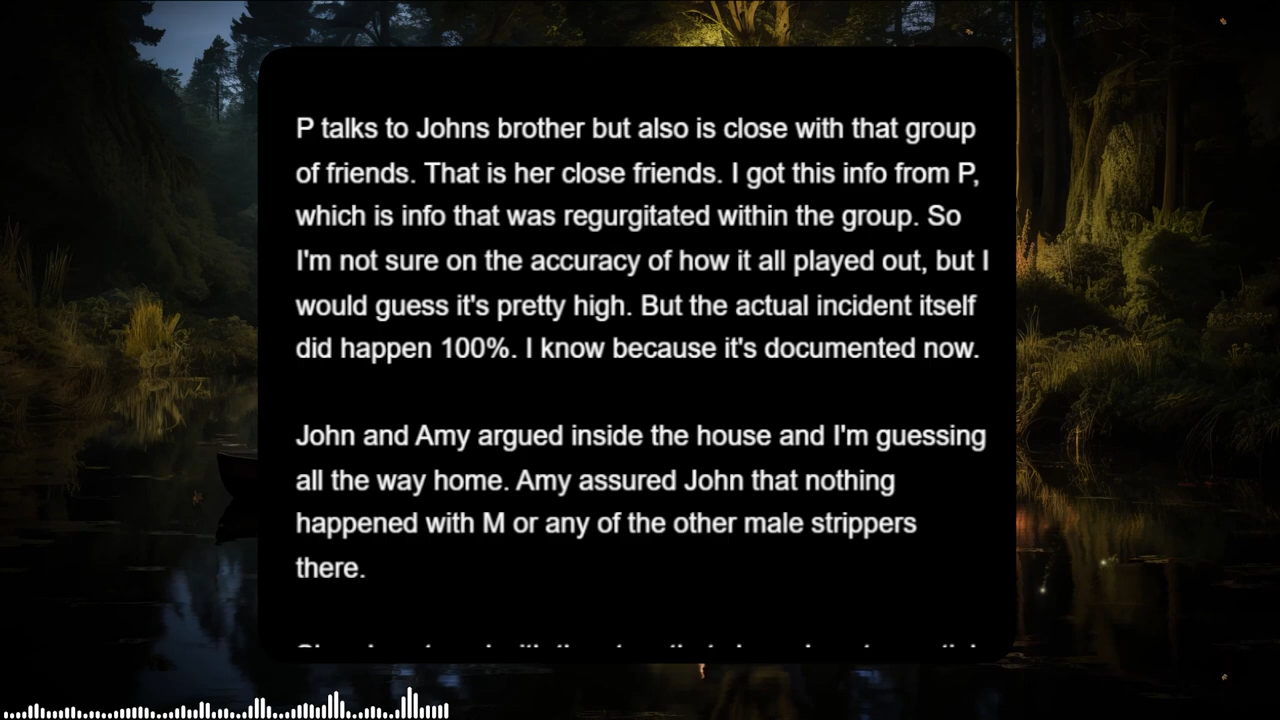 P talks to Johns brother but also is close with that group
of friends. That is her close friends. I got this info from P,
which is info that was regurgitated within the group. So
I'm not sure on the accuracy of how it all played out, but I
would guess it's pretty high. But the actual incident itself
did happen 100%. I know because it's documented now.
John and Amy argued inside the house and I'm guessing
all the way home. Amy assured John that nothing
happened with M or any of the other male strippers
there.